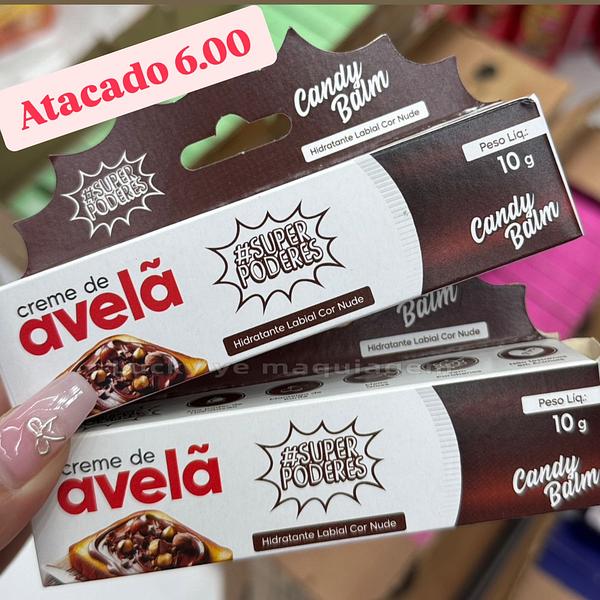 Atacado 6.00
Candy
Balm
Hidratante Labial Cor Nude
#SUPER
PODERES
Peso Líq.:
10 g
Candy
Balm
#SUPER
PODERES
creme de
avelã
Hidratante Labial Cor Nude
Balm
Hidratante Labial Cor Nude
maquiagem
Peso Líq.:
10 g
Candy
Balm
#SUPER
PODERES
creme de
avelã
Hidratante Labial Cor Nude